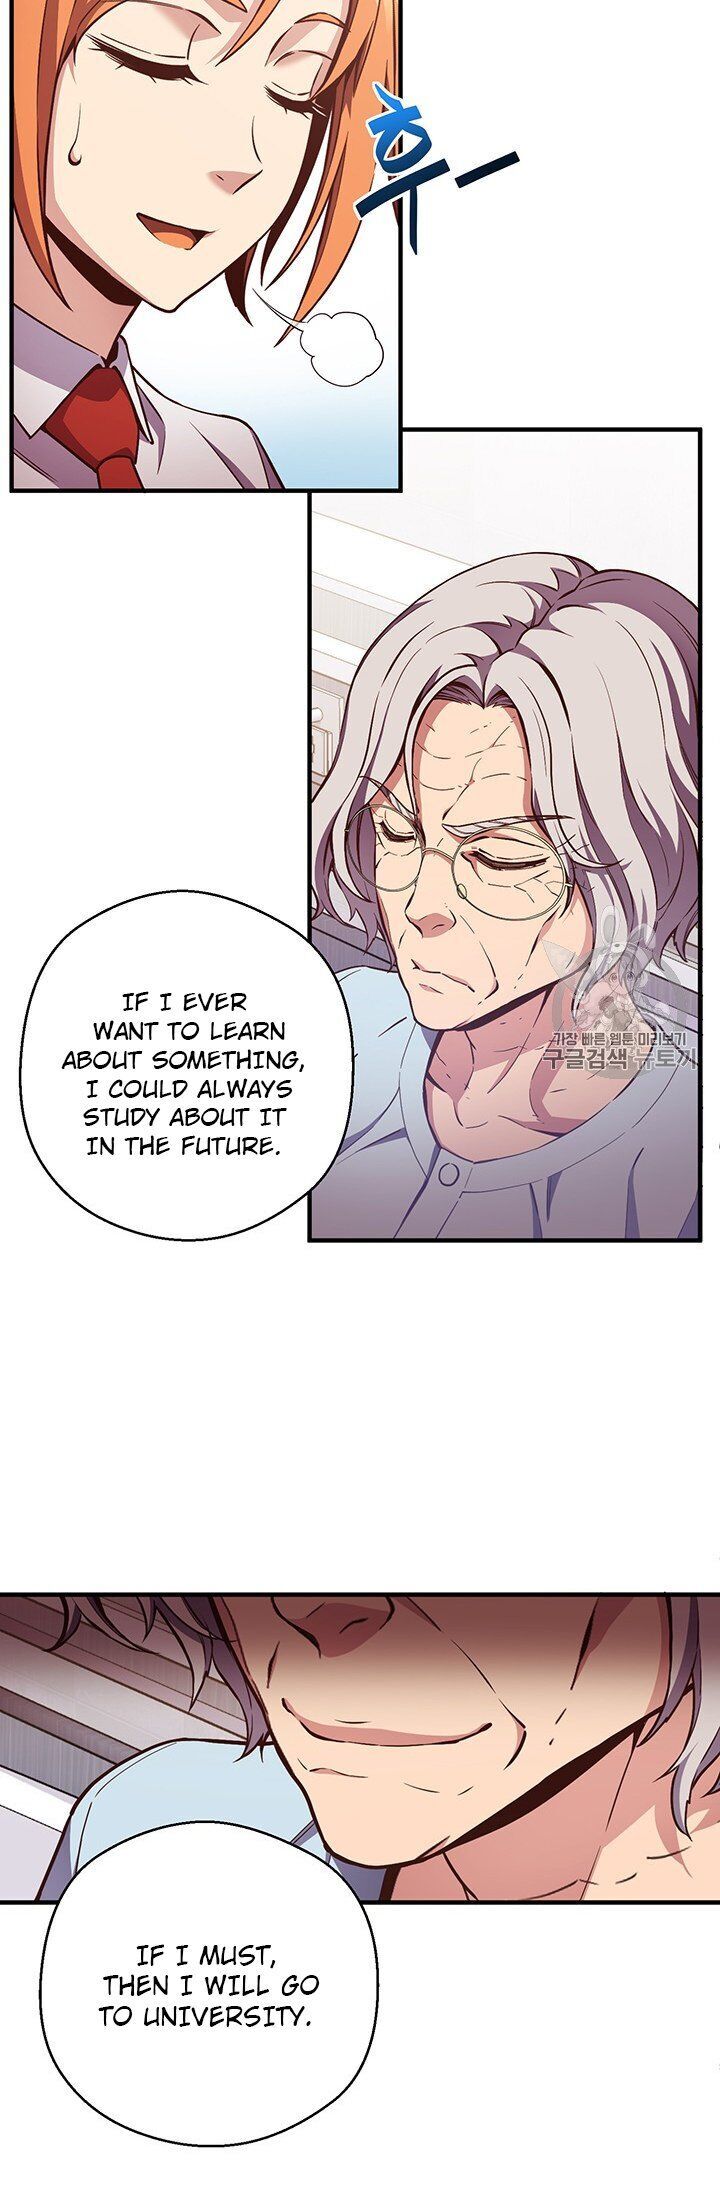 후-
IF I EVER
WANT TO LEARN
ABOUT SOMETHING,
I COULD ALWAYS
STUDY ABOUT IT
IN THE FUTURE.
가장 빠른 웹툰 미리보기
구글검색 뉴토끼
IF I MUST,
THEN I WILL GO
TO UNIVERSITY.